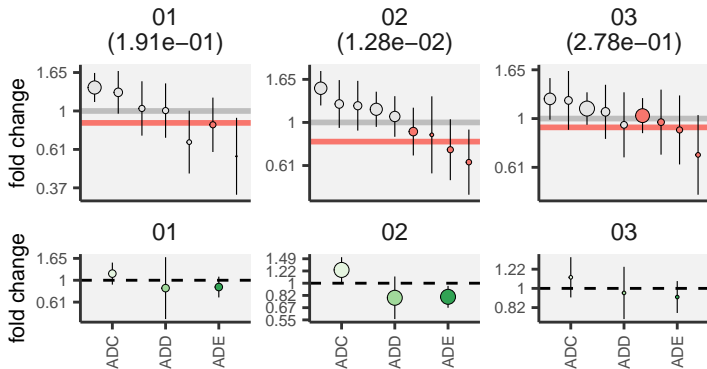 01
(1.91e−01)
02
(1.28e−02)
03
(2.78e−01)
fold change
1.65
1
0.61
0.37
1.65
1
0.61
1.65
1
0.61
01
02
03
fold change
1.65
1
0.61
1.49
1.22
1
0.82
0.67
0.55
1.22
1
0.82
ADC
ADD
ADE
ADC
ADD
ADE
ADC
ADD
ADE